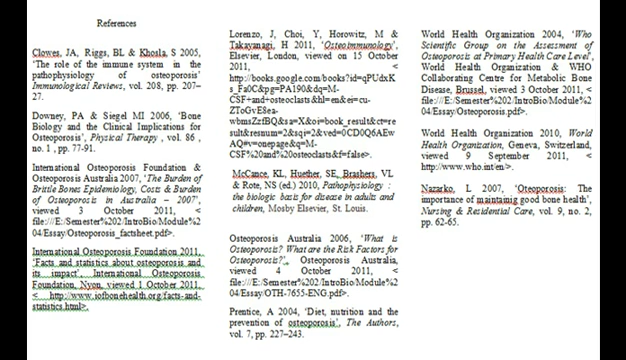 References
Clowes, JA, Riggs, BL & Khosla, S 2005,
'The role of the immune system in the
pathophysiology of osteoporosis'
Immunological Reviews, vol. 208, pp. 207–
27.
Downey, PA & Siegel MI 2006, 'Bone
Biology and the Clinical Implications for
Osteoporosis', Physical Therapy , vol. 86 ,
no. 1 , pp. 77-91.
International Osteoporosis Foundation &
Osteoporosis Australia 2007, 'The Burden of
Brittle Bones Epidemiology, Costs & Burden
of Osteoporosis in Australia – 2007',
viewed 3 October 2011, <
file:///E:/Semester%202/IntroBio/Module%2
04/Essay/Osteoporosis_factsheet.pdf>.
International Osteoporosis Foundation 2011,
'Facts and statistics about osteoporosis and
its impact', International Osteoporosis
Foundation, Nyon, viewed 1 October 2011,
< http://www.iofbonehealth.org/facts-and-
statistics.html>.
Lorenzo, J, Choi, Y, Horowitz, M &
Takayanagi, H 2011, 'Osteoimmunology',
Elsevier, London, viewed on 15 October
2011, <
http://books.google.com/books?id=qPUdxK
s_Fa0C&pg=PA190&dq=M-
CSF+and+osteoclasts&hl=en&ei=cu-
ZToGvE8ea-
wbmsZzfBQ&sa=X&oi=book_result&ct=re
sult&resnum=2&sqi=2&ved=0CD0Q6AEw
AQ#v=onepage&q=M-
CSF%20and%20osteoclasts&f=false>.
McCance, KL, Huether, SE, Brashers, VL
& Rote, NS (ed.) 2010, Pathophysiology :
the biologic basis for disease in adults and
children, Mosby Elsevier, St. Louis.
Osteoporosis Australia 2006, 'What is
Osteoporosis? What are the Risk Factors for
Osteoporosis?', Osteoporosis Australia,
viewed 4 October 2011, <
file:///E:/Semester%202/IntroBio/Module%2
04/Essay/OTH-7655-ENG.pdf>.
Prentice, A 2004, 'Diet, nutrition and the
prevention of osteoporosis', The Authors,
vol. 7, pp. 227–243.
World Health Organization 2004, 'Who
Scientific Group on the Assessment of
Osteoporosis at Primary Health Care Level',
World Health Organization & WHO
Collaborating Centre for Metabolic Bone
Disease, Brussel, viewed 3 October 2011, <
file:///E:/Semester%202/IntroBio/Module%2
04/Essay/Osteoporosis.pdf>.
World Health Organization 2010, World
Health Organization, Geneva, Switzerland,
viewed 9 September 2011, <
http://www.who.int/en/>.
Nazarko, L 2007, 'Oteoporosis: The
importance of maintainig good bone health',
Nursing & Residential Care, vol. 9, no. 2,
pp. 62-65.